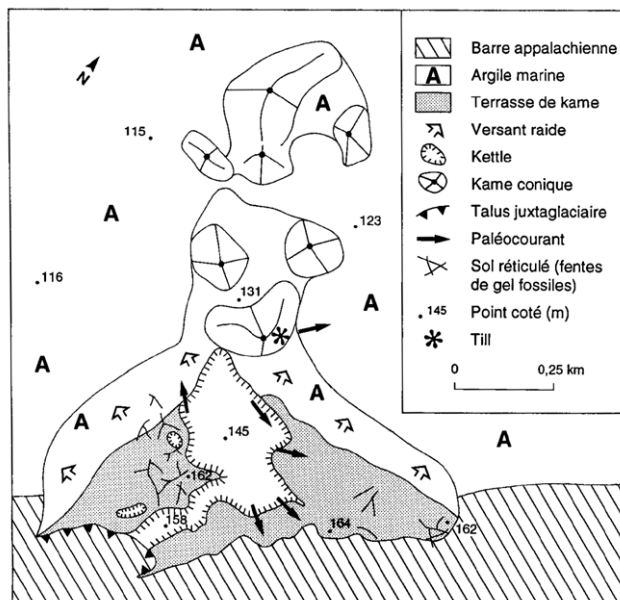 A
N
A
115
A
123
116
131
A
A
A
A
A
145
162
158
164
162
Barre appalachienne
A Argile marine
Terrasse de kame
Versant raide
Kettle
Kame conique
Talus juxtaglaciaire
Paléocourant
Sol réticulé (fentes
de gel fossiles)
145 Point coté (m)
Till
0 0,25 km